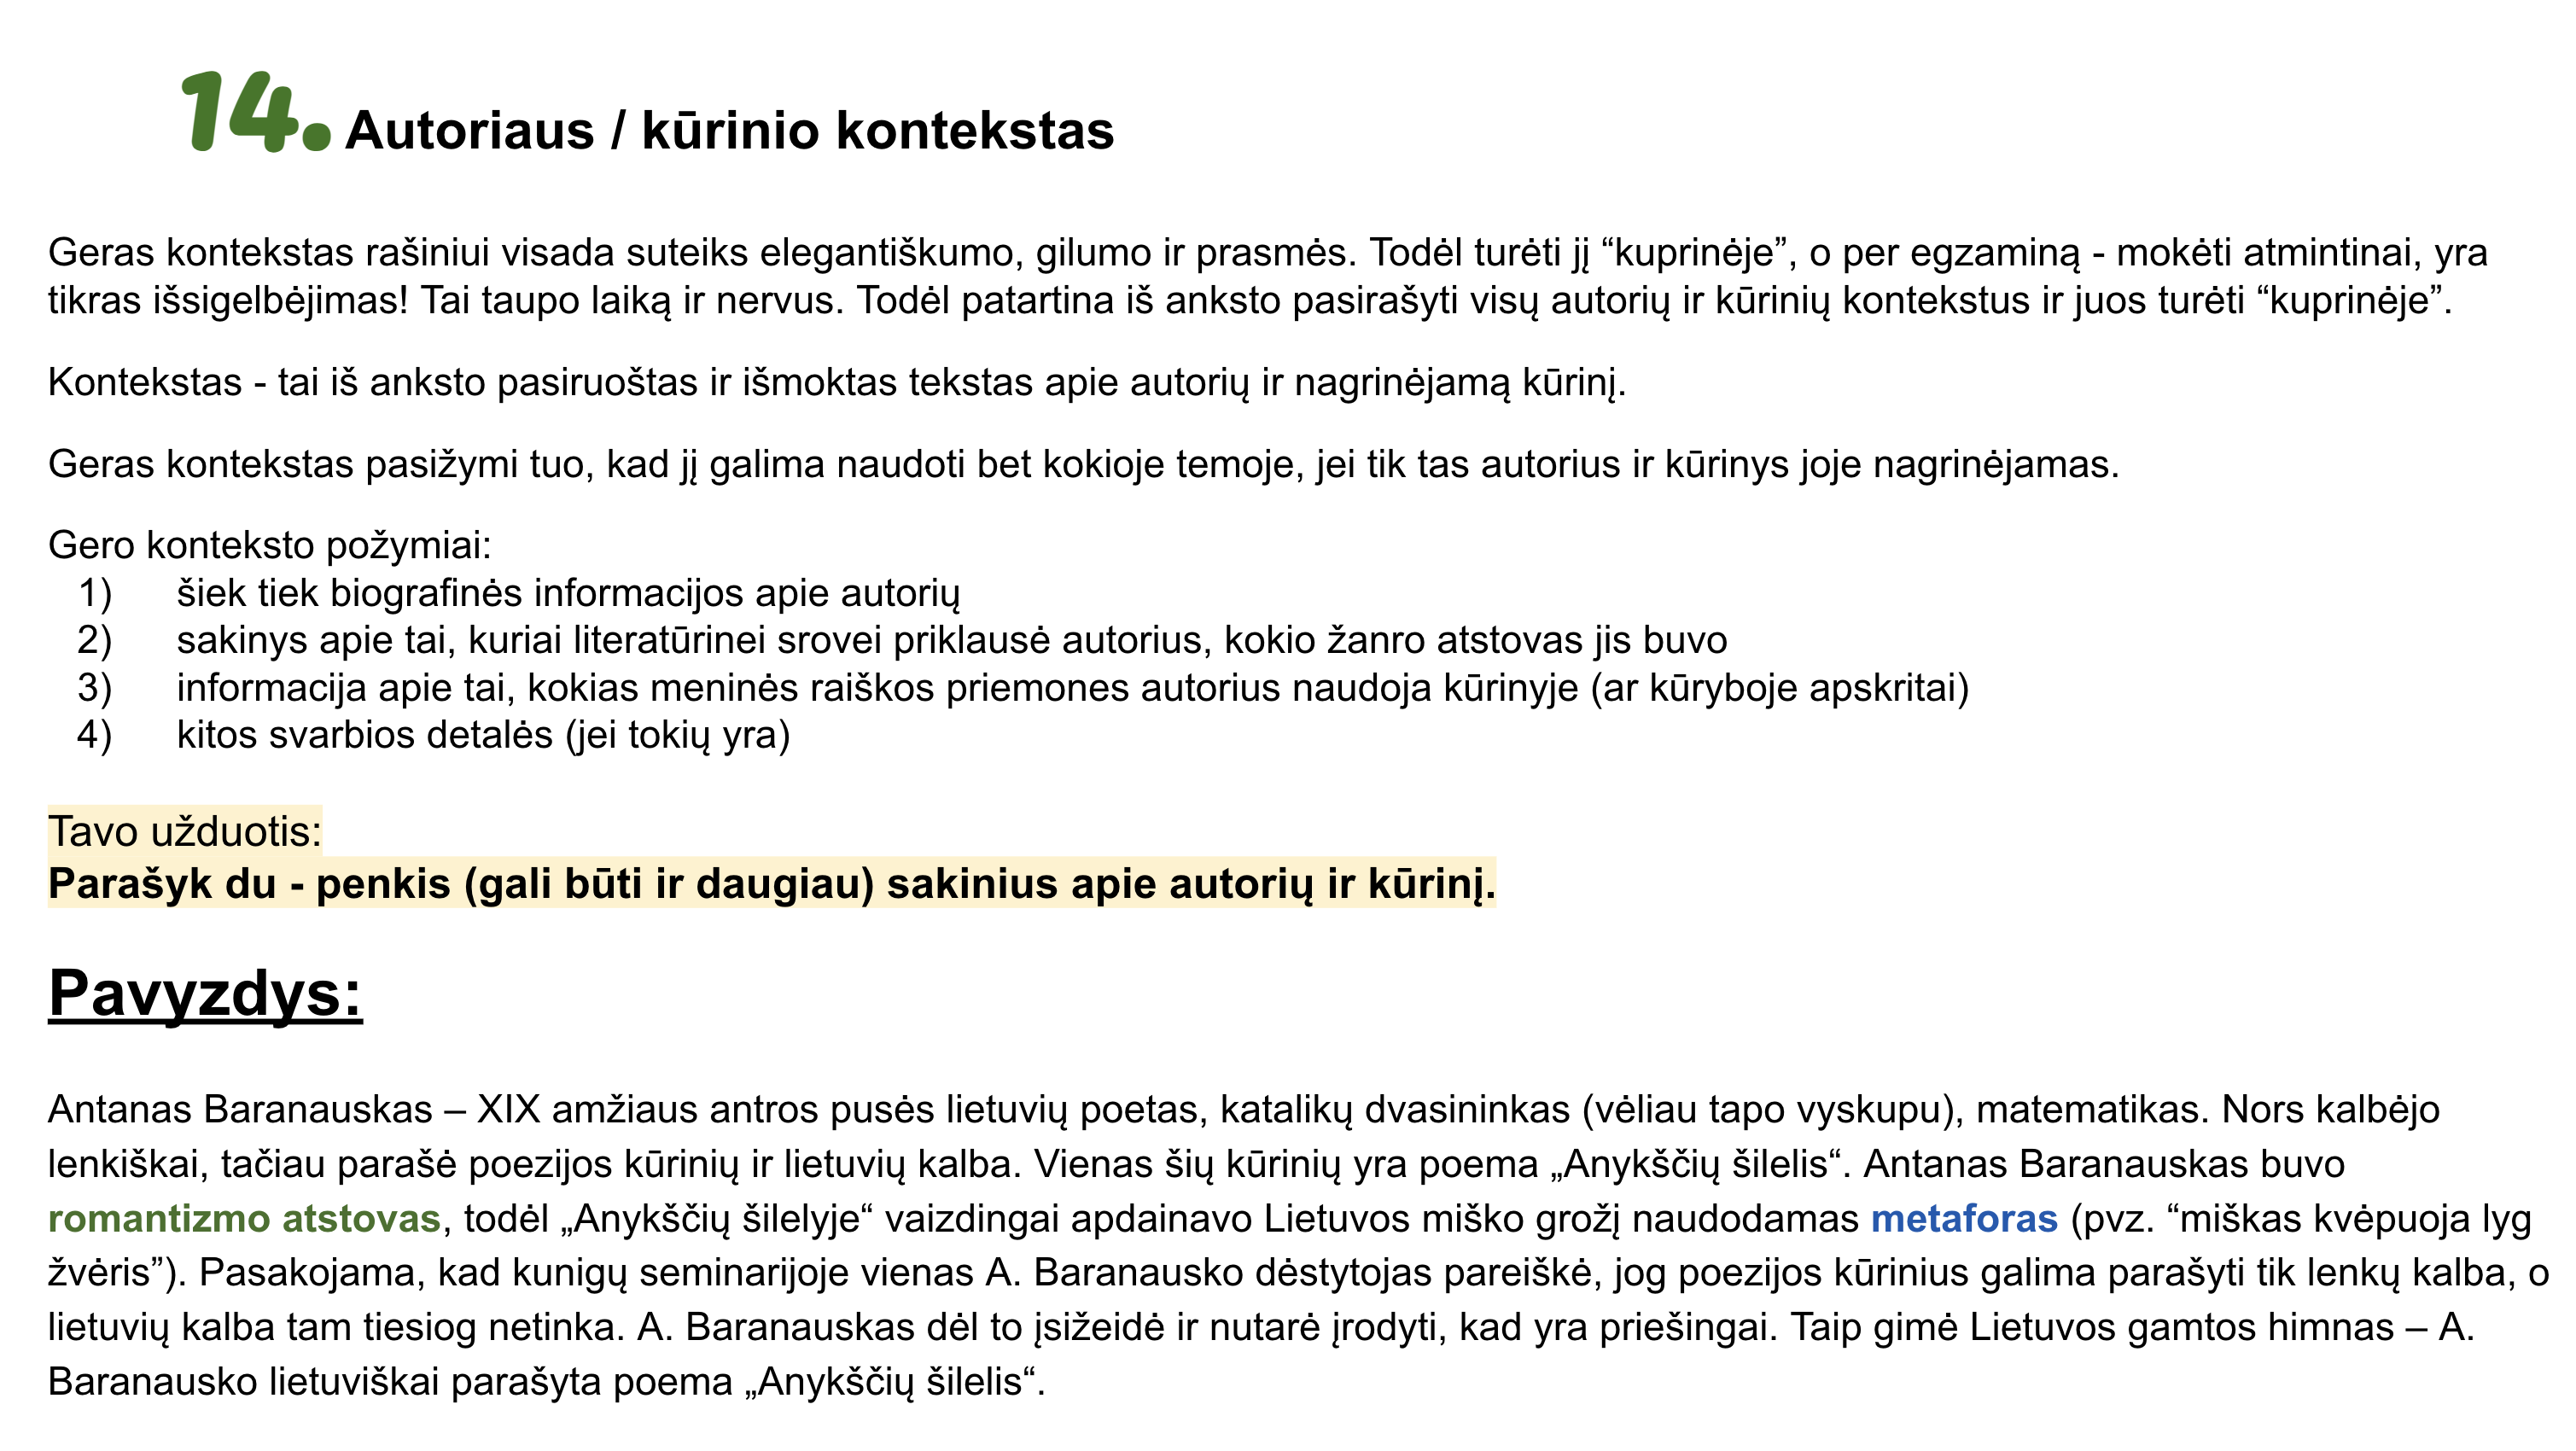 14. Autoriaus / kūrinio kontekstas
Geras kontekstas rašiniui visada suteiks elegantiškumo, gilumo ir prasmės. Todėl turėti jį “kuprinėje”, o per egzaminą - mokėti atmintinai, yra
tikras išsigelbėjimas! Tai taupo laiką ir nervus. Todėl patartina iš anksto pasirašyti visų autorių ir kūrinių kontekstus ir juos turėti “kuprinėje”.
Kontekstas - tai iš anksto pasiruoštas ir išmoktas tekstas apie autorių ir nagrinėjamą kūrinį.
Geras kontekstas pasižymi tuo, kad jį galima naudoti bet kokioje temoje, jei tik tas autorius ir kūrinys joje nagrinėjamas.
Gero konteksto požymiai:
1) šiek tiek biografinės informacijos apie autorių
2) sakinys apie tai, kuriai literatūrinei srovei priklausė autorius, kokio žanro atstovas jis buvo
3) informacija apie tai, kokias meninės raiškos priemones autorius naudoja kūrinyje (ar kūryboje apskritai)
4) kitos svarbios detalės (jei tokių yra)
Tavo užduotis:
Parašyk du - penkis (gali būti ir daugiau) sakinius apie autorių ir kūrinį.
Pavyzdys:
Antanas Baranauskas – XIX amžiaus antros pusės lietuvių poetas, katalikų dvasininkas (vėliau tapo vyskupu), matematikas. Nors kalbėjo
lenkiškai, tačiau parašė poezijos kūrinių ir lietuvių kalba. Vienas šių kūrinių yra poema „Anykščių šilelis“. Antanas Baranauskas buvo
romantizmo atstovas, todėl „Anykščių šilelyje“ vaizdingai apdainavo Lietuvos miško grožį naudodamas metaforas (pvz. “miškas kvėpuoja lyg
žvėris”). Pasakojama, kad kunigų seminarijoje vienas A. Baranausko dėstytojas pareiškė, jog poezijos kūrinius galima parašyti tik lenkų kalba, o
lietuvių kalba tam tiesiog netinka. A. Baranauskas dėl to įsižeidė ir nutarė įrodyti, kad yra priešingai. Taip gimė Lietuvos gamtos himnas – A.
Baranausko lietuviškai parašyta poema „Anykščių šilelis“.